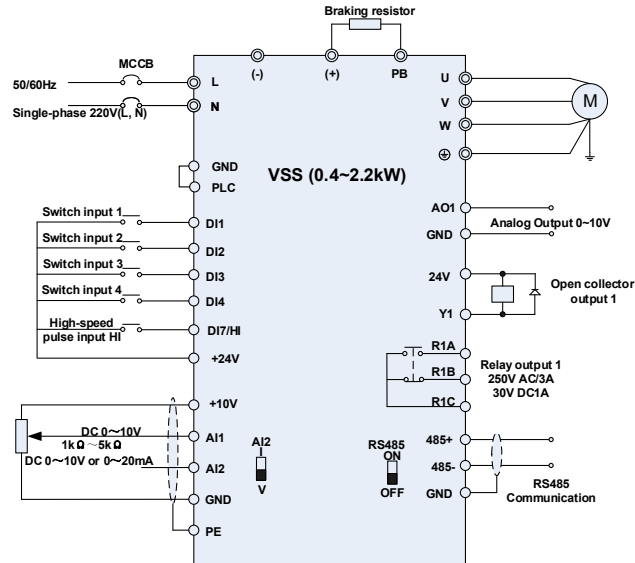 Braking resistor
MCCB
50/60Hz
Single-phase 220V(L, N)
L
N
(-)
(+)
PB
U
V
W
M
VSS (0.4~2.2kW)
GND
PLC
Switch input 1
DI1
Switch input 2
DI2
Switch input 3
DI3
Switch input 4
DI4
High-speed
pulse input HI
DI7/HI
+24V
AO1
Analog Output 0~10V
GND
24V
Open collector
output 1
Y1
R1A
R1B
R1C
Relay output 1
250V AC/3A
30V DC1A
+10V
DC 0～10V
1kΩ～5kΩ
AI1
DC 0～10V or 0～20mA
AI2
GND
PE
AI2
I
V
RS485
ON
OFF
485+
485-
GND
RS485
Communication